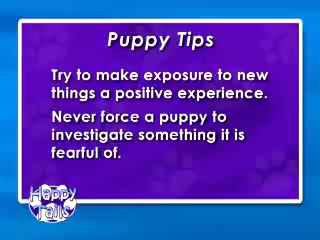 Puppy Tips
Try to make exposure to new
things a positive experience.
Never force a puppy to
investigate something it is
fearful of.
Happy
Tails